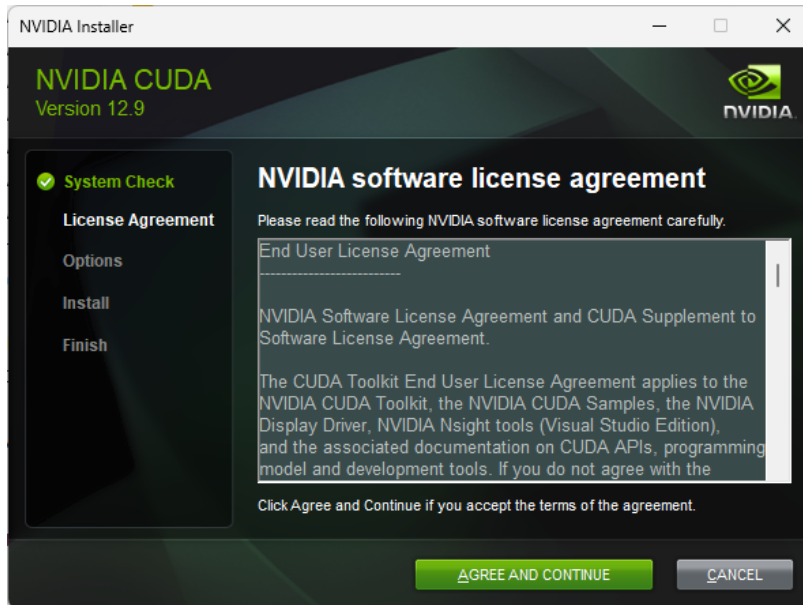 NVIDIA Installer
NVIDIA CUDA
Version 12.9
NVIDIA.
System Check
License Agreement
Options
Install
Finish
NVIDIA software license agreement
Please read the following NVIDIA software license agreement carefully.
End User License Agreement
--------------------------
NVIDIA Software License Agreement and CUDA Supplement to
Software License Agreement.
The CUDA Toolkit End User License Agreement applies to the
NVIDIA CUDA Toolkit, the NVIDIA CUDA Samples, the NVIDIA
Display Driver, NVIDIA Nsight tools (Visual Studio Edition),
and the associated documentation on CUDA APIs, programming
model and development tools. If you do not agree with the
Click Agree and Continue if you accept the terms of the agreement.
AGREE AND CONTINUE
CANCEL